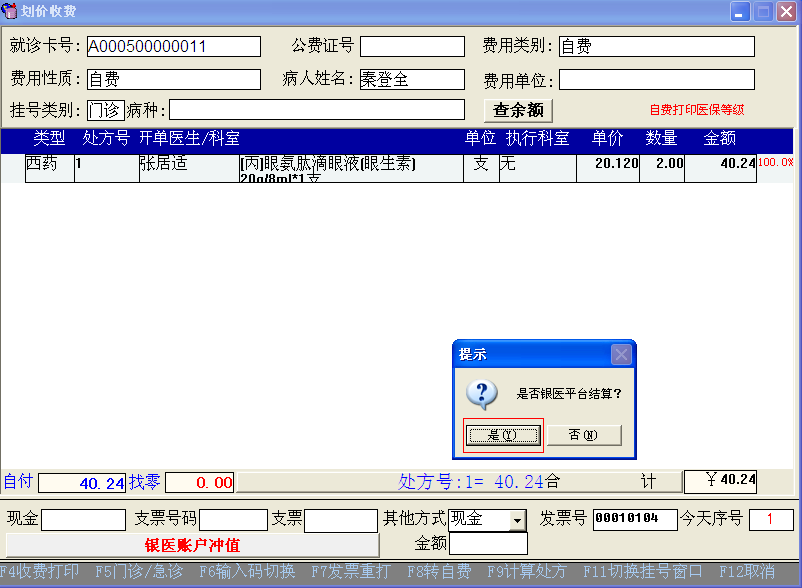 划价收费
就诊卡号: A000500000011 公费证号 费用类别: 自费
费用性质: 自费 病人姓名: 秦登全 费用单位:
挂号类别: 门诊 病种: 查余额 自费打印医保等级
类型 处方号 开单医生/科室 单位 执行科室 单价 数量 金额
西药 1 张居适 [丙]眼氨肽滴眼液(眼生素) 支 无 20.120 2.00 40.24 100.0%
20g/8ml*1支
提示
是否银医平台结算?
是(Y) 否(N)
自付 40.24 找零 0.00 处方号:1= 40.24合 计 ¥40.24
现金 支票号码 支票 其他方式 现金 发票号 00010104 今天序号 1
银医账户冲值 金额
F4收费打印 F5门诊/急诊 F6输入码切换 F7发票重打 F8转自费 F9计算处方 F11切换挂号窗口 F12取消